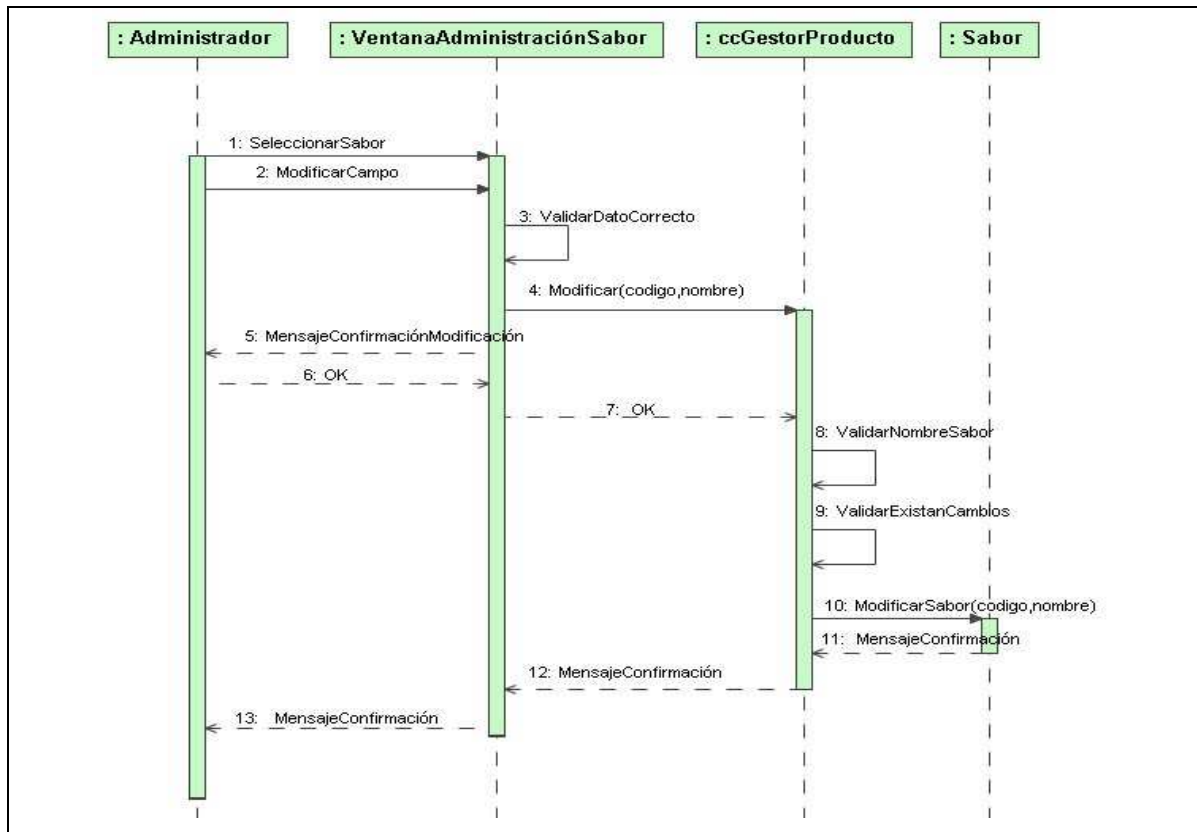 : Administrador
: VentanaAdministraciónSabor
: ccGestorProducto
: Sabor
1: SeleccionarSabor
2: ModificarCampo
3: ValidarDatoCorrecto
4: Modificar(codigo,nombre)
5: MensajeConfirmaciónModificación
6: OK
7: OK
8: ValidarNombreSabor
9: ValidarExistanCambios
10: ModificarSabor(codigo,nombre)
11: MensajeConfirmación
12: MensajeConfirmación
13: MensajeConfirmación